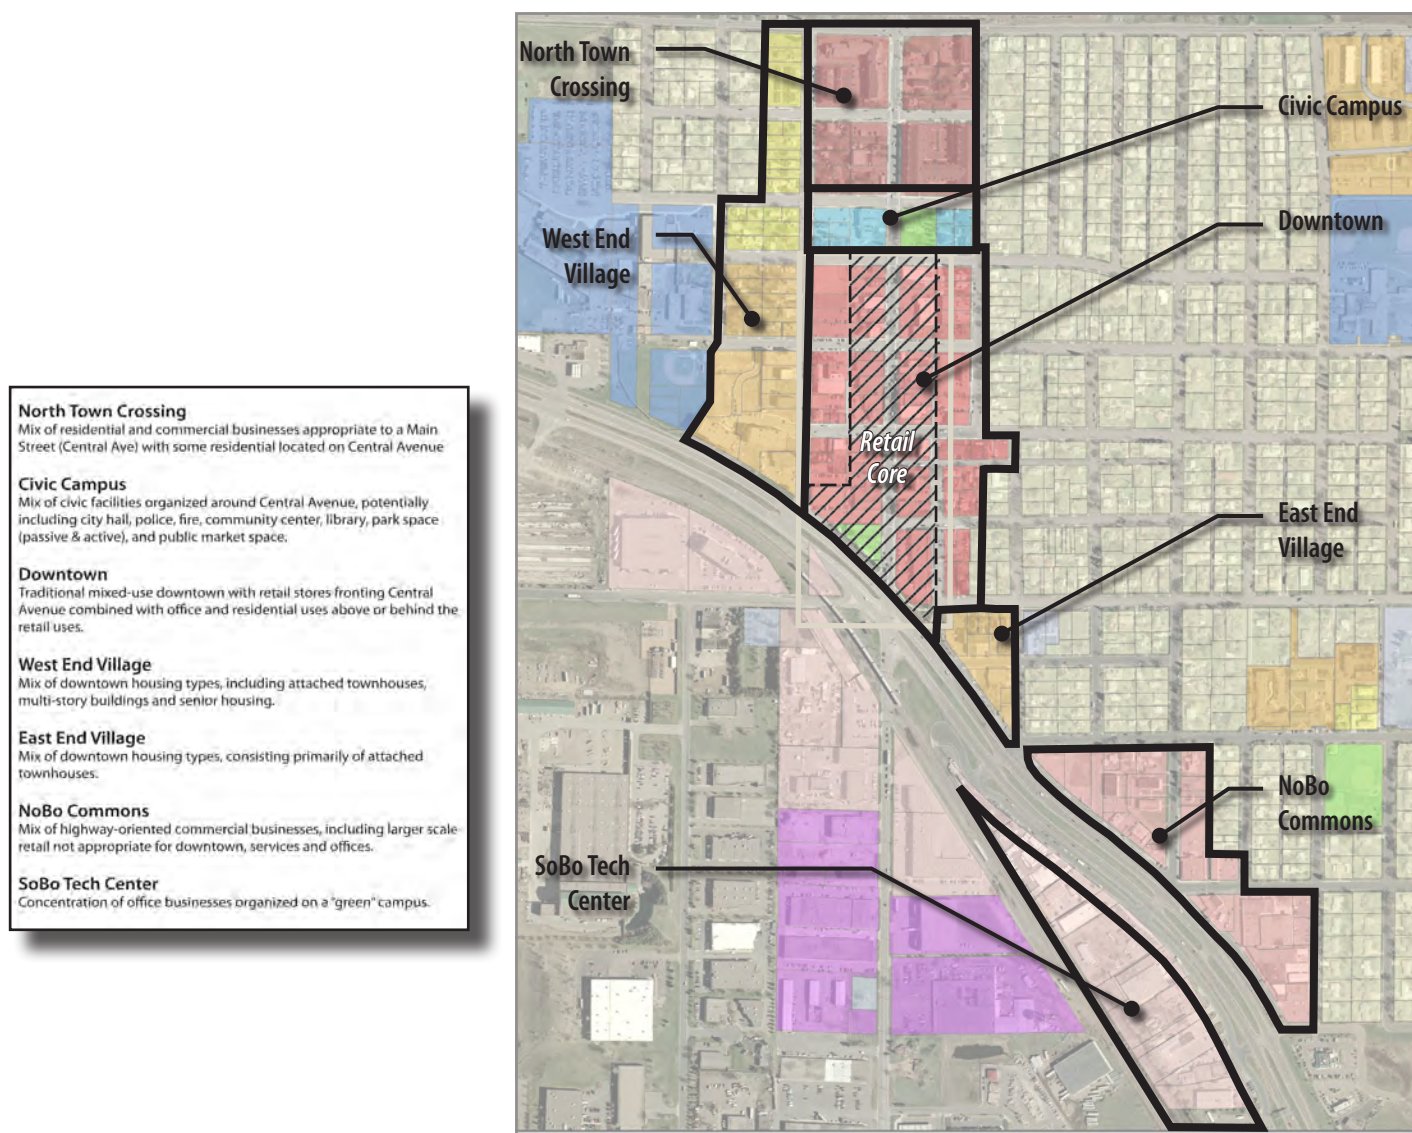 North Town Crossing
Mix of residential and commercial businesses appropriate to a Main
Street (Central Ave) with some residential located on Central Avenue
Civic Campus
Mix of civic facilities organized around Central Avenue, potentially
including city hall, police, fire, community center, library, park space
(passive & active), and public market space.
Downtown
Traditional mixed-use downtown with retail stores fronting Central
Avenue combined with office and residential uses above or behind the
retail uses.
West End Village
Mix of downtown housing types, including attached townhouses,
multi-story buildings and senior housing.
East End Village
Mix of downtown housing types, consisting primarily of attached
townhouses.
NoBo Commons
Mix of highway-oriented commercial businesses, including larger scale
retail not appropriate for downtown, services and offices.
SoBo Tech Center
Concentration of office businesses organized on a "green" campus.
North Town
Crossing
Civic Campus
West End
Village
Downtown
Retail
Core
East End
Village
NoBo
Commons
SoBo Tech
Center